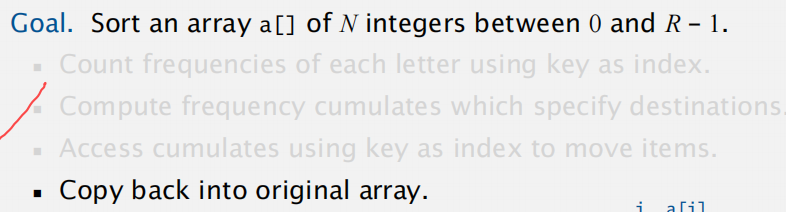 Goal. Sort an array a[] of N integers between 0 and R – 1.
▪ Count frequencies of each letter using key as index.
▪ Compute frequency cumulates which specify destinations.
▪ Access cumulates using key as index to move items.
▪ Copy back into original array.
i a[i]